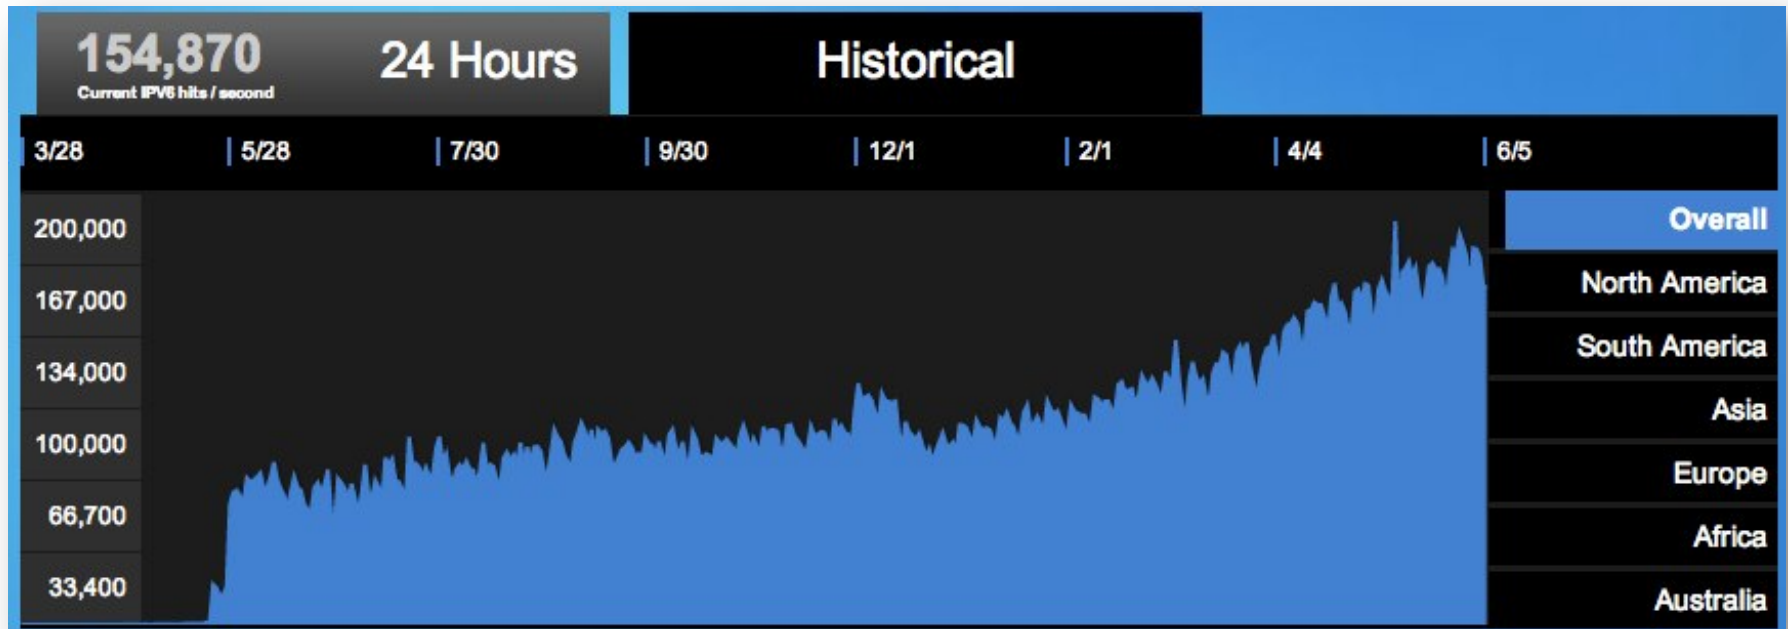 154,870
Current IPV6 hits / second
24 Hours
Historical
3/28 5/28 7/30 9/30 12/1 2/1 4/4 6/5
200,000
167,000
134,000
100,000
66,700
33,400
Overall
North America
South America
Asia
Europe
Africa
Australia